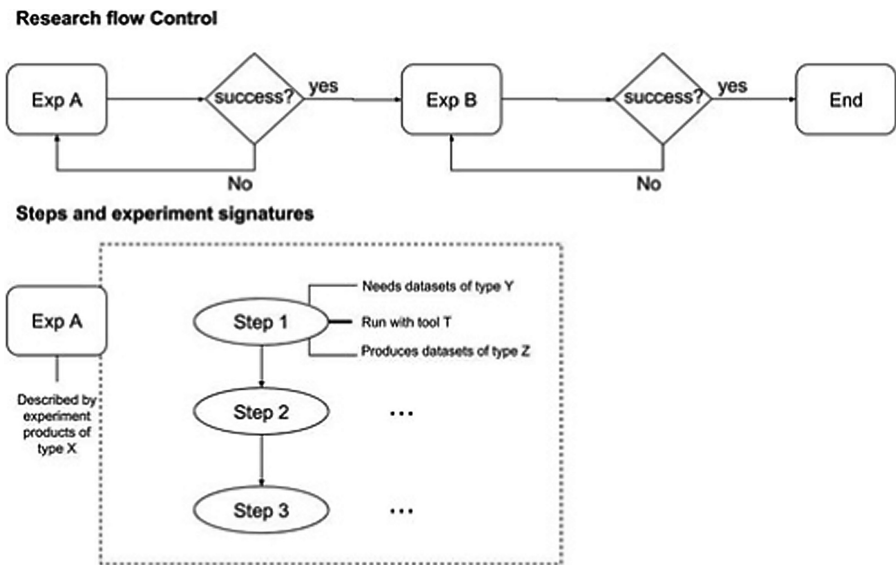 Research flow Control
Exp A
success?
yes
Exp B
success?
yes
End
No
No
Steps and experiment signatures
Exp A
Described by
experiment
products of
type X
Step 1
Needs datasets of type Y
Run with tool T
Produces datasets of type Z
Step 2
...
Step 3
...